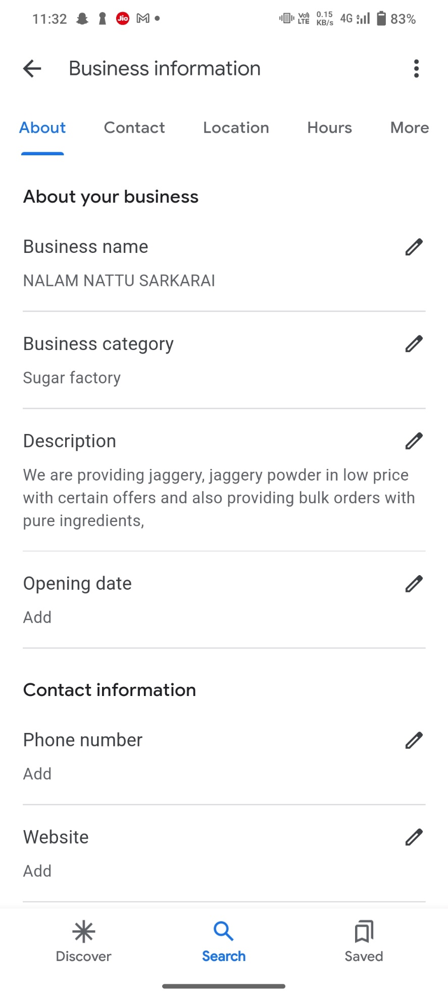 11:32 Jio Vo) LTE 0.15 KB/s 4G 83%
Business information
About Contact Location Hours More
About your business
Business name
NALAM NATTU SARKARAI
Business category
Sugar factory
Description
We are providing jaggery, jaggery powder in low price
with certain offers and also providing bulk orders with
pure ingredients,
Opening date
Add
Contact information
Phone number
Add
Website
Add
Discover Search Saved